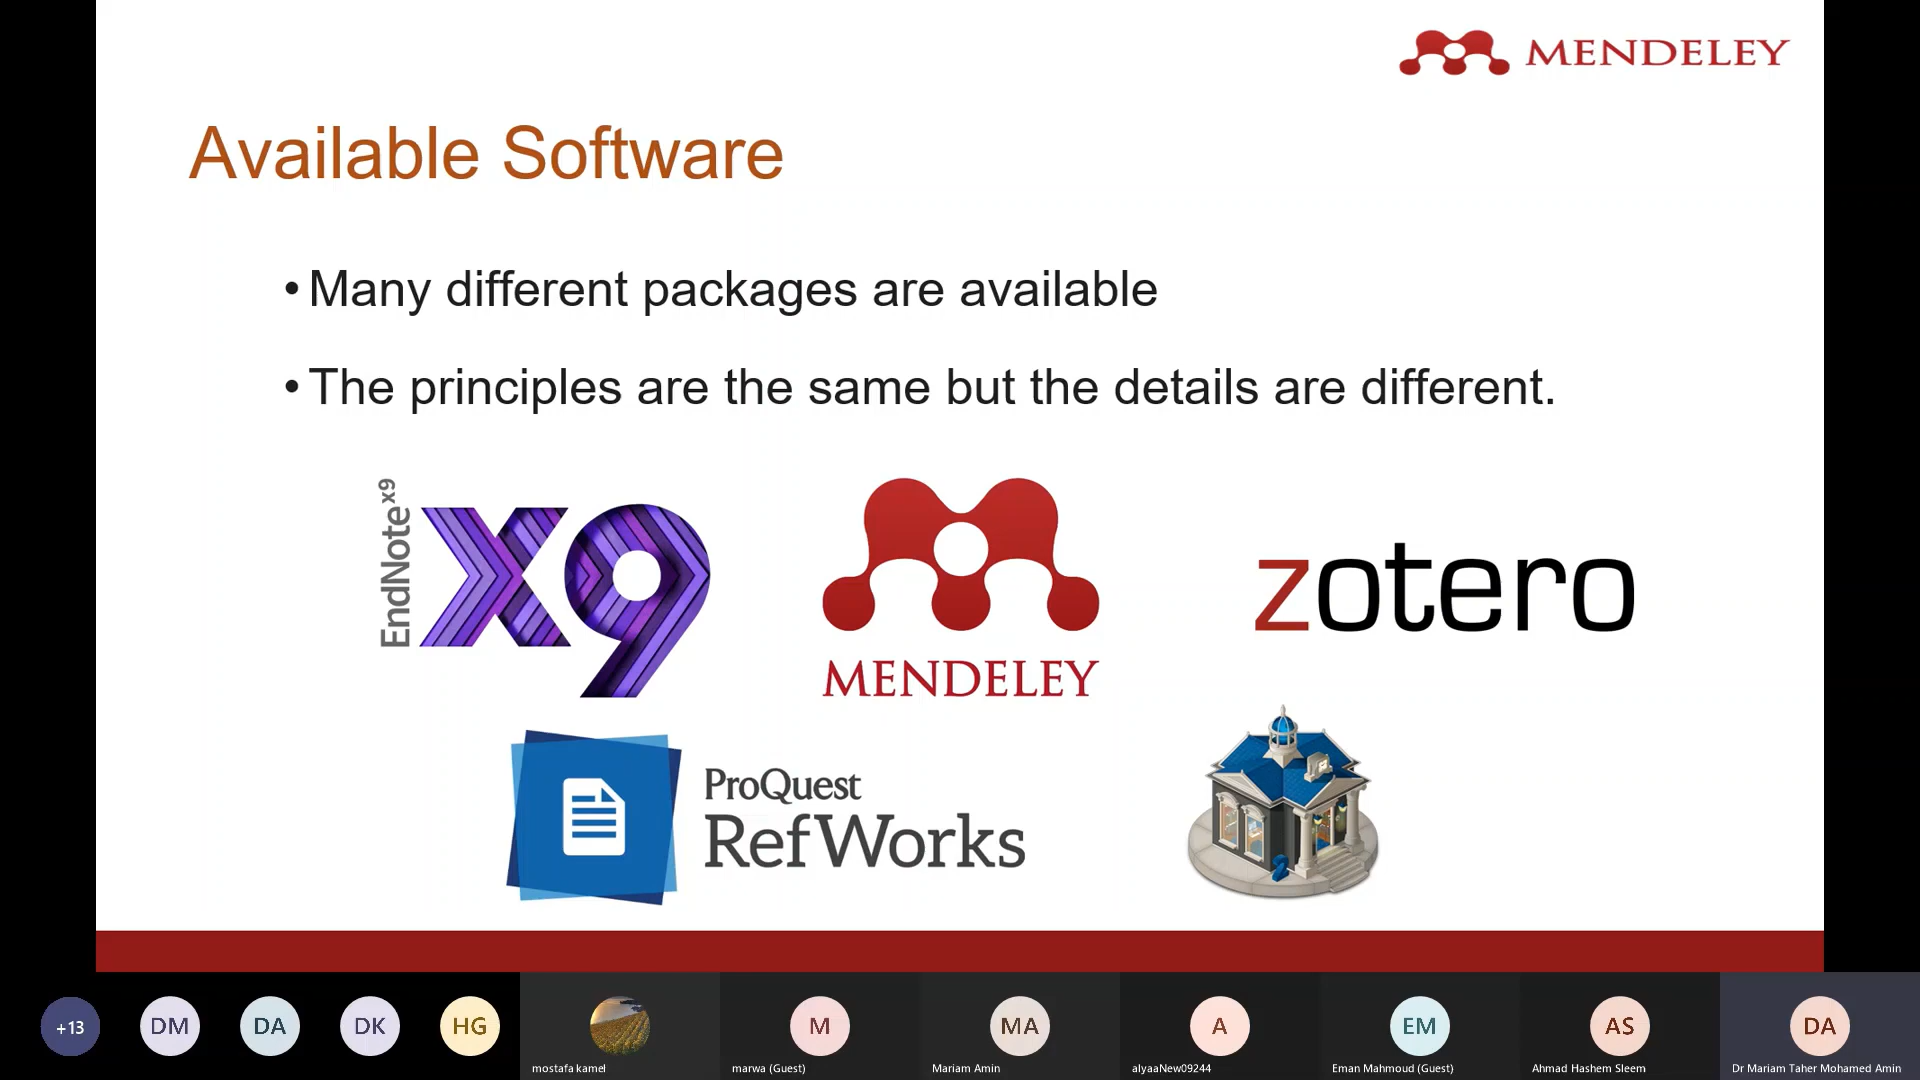 MENDELEY
Available Software
• Many different packages are available
• The principles are the same but the details are different.
EndNote x9
X9
MENDELEY
zotero
ProQuest
RefWorks
2
+13
DM
DA
DK
HG
M
MA
A
EM
AS
DA
mostafa kamel
marwa (Guest)
Mariam Amin
alyaaNew09244
Eman Mahmoud (Guest)
Ahmad Hashem Sleem
Dr Mariam Taher Mohamed Amin